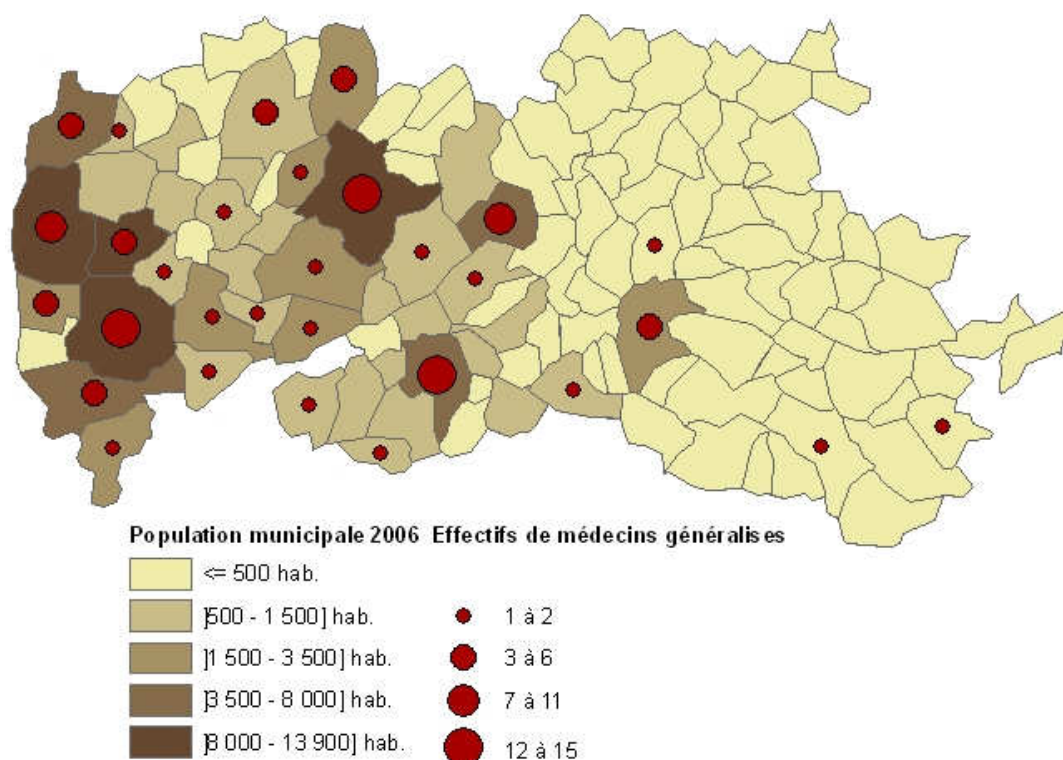 Population municipale 2006 Effectifs de médecins généralises
<= 500 hab.
]500 - 1 500] hab. 1 à 2
]1 500 - 3 500] hab. 3 à 6
]3 500 - 8 000] hab. 7 à 11
]8 000 - 13 900] hab. 12 à 15